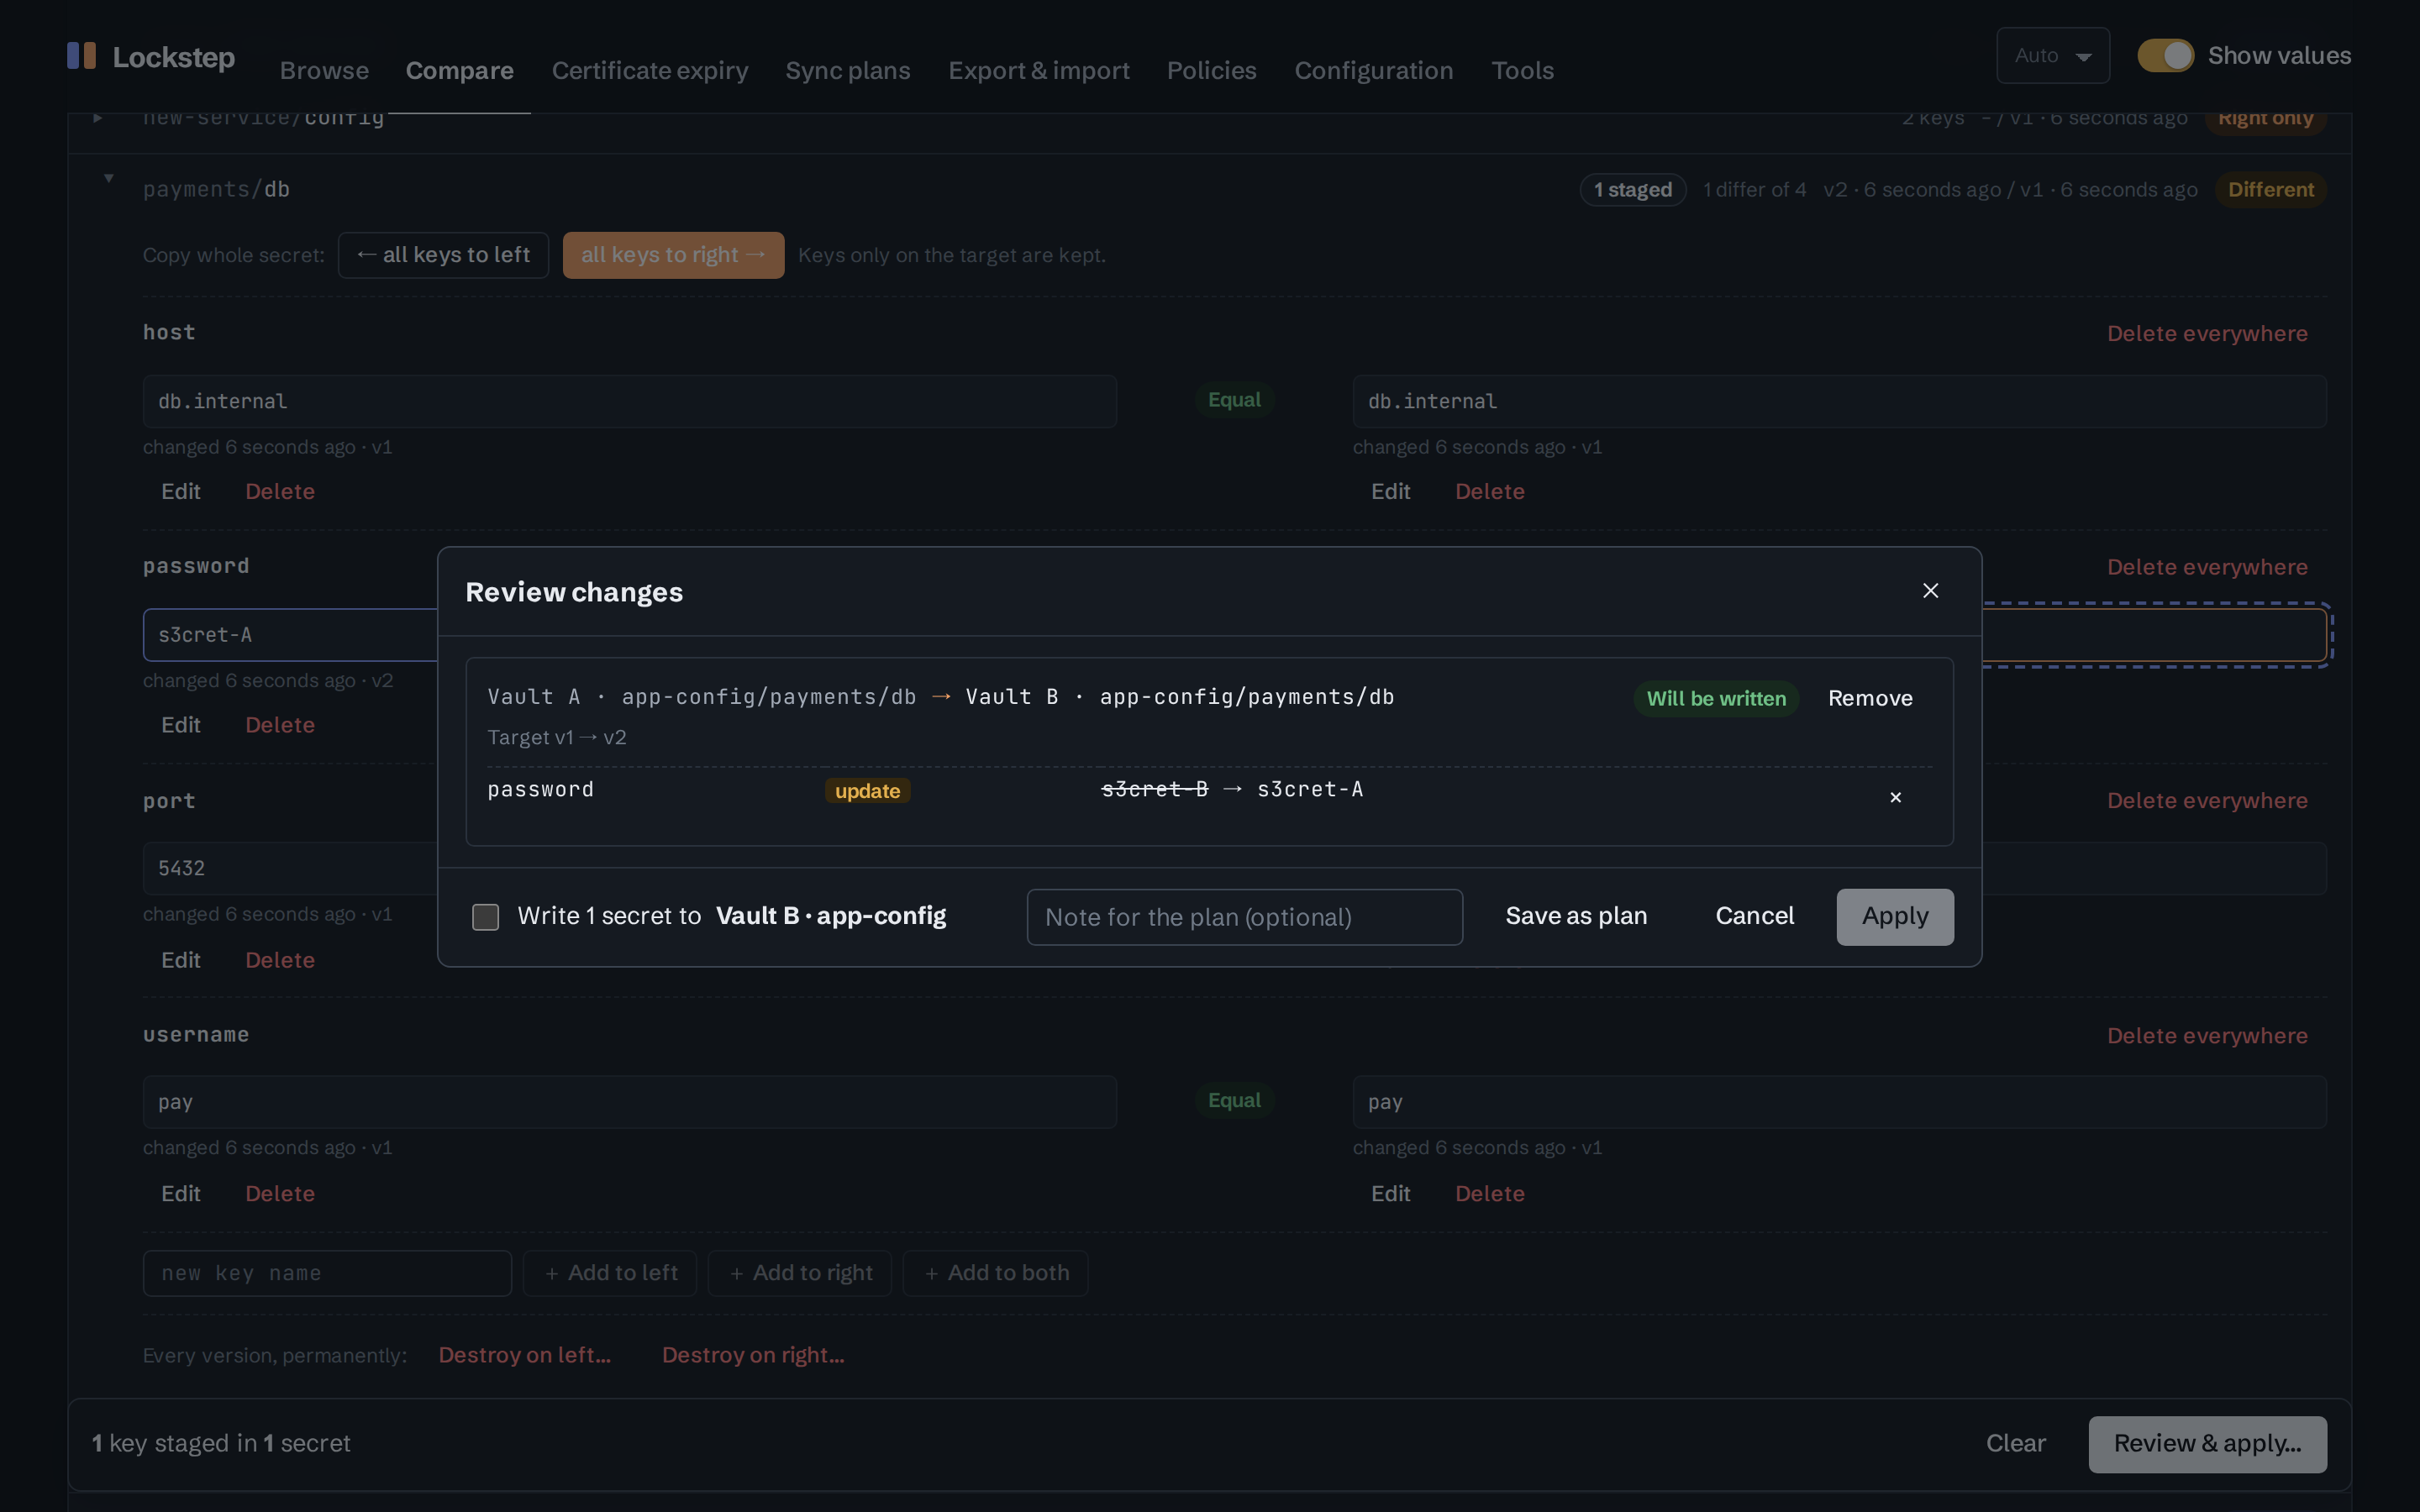 Lockstep Browse Compare Certificate expiry Sync plans Export & import Policies Configuration Tools Auto Show values
new-service/config 2 keys – / v1 · 6 seconds ago Right only
payments/db 1 staged 1 differ of 4 v2 · 6 seconds ago / v1 · 6 seconds ago Different
Copy whole secret: ← all keys to left all keys to right → Keys only on the target are kept.
host Delete everywhere
db.internal Equal db.internal
changed 6 seconds ago · v1 changed 6 seconds ago · v1
Edit Delete Edit Delete
password Delete everywhere
s3cret-A
changed 6 seconds ago · v2
Edit Delete
port Delete everywhere
5432
changed 6 seconds ago · v1
Edit Delete
Review changes ×
Vault A · app-config/payments/db → Vault B · app-config/payments/db Will be written Remove
Target v1 → v2
password update s3cret-B → s3cret-A ×
Write 1 secret to Vault B · app-config Note for the plan (optional) Save as plan Cancel Apply
username Delete everywhere
pay Equal pay
changed 6 seconds ago · v1 changed 6 seconds ago · v1
Edit Delete Edit Delete
new key name + Add to left + Add to right + Add to both
Every version, permanently: Destroy on left… Destroy on right…
1 key staged in 1 secret Clear Review & apply…